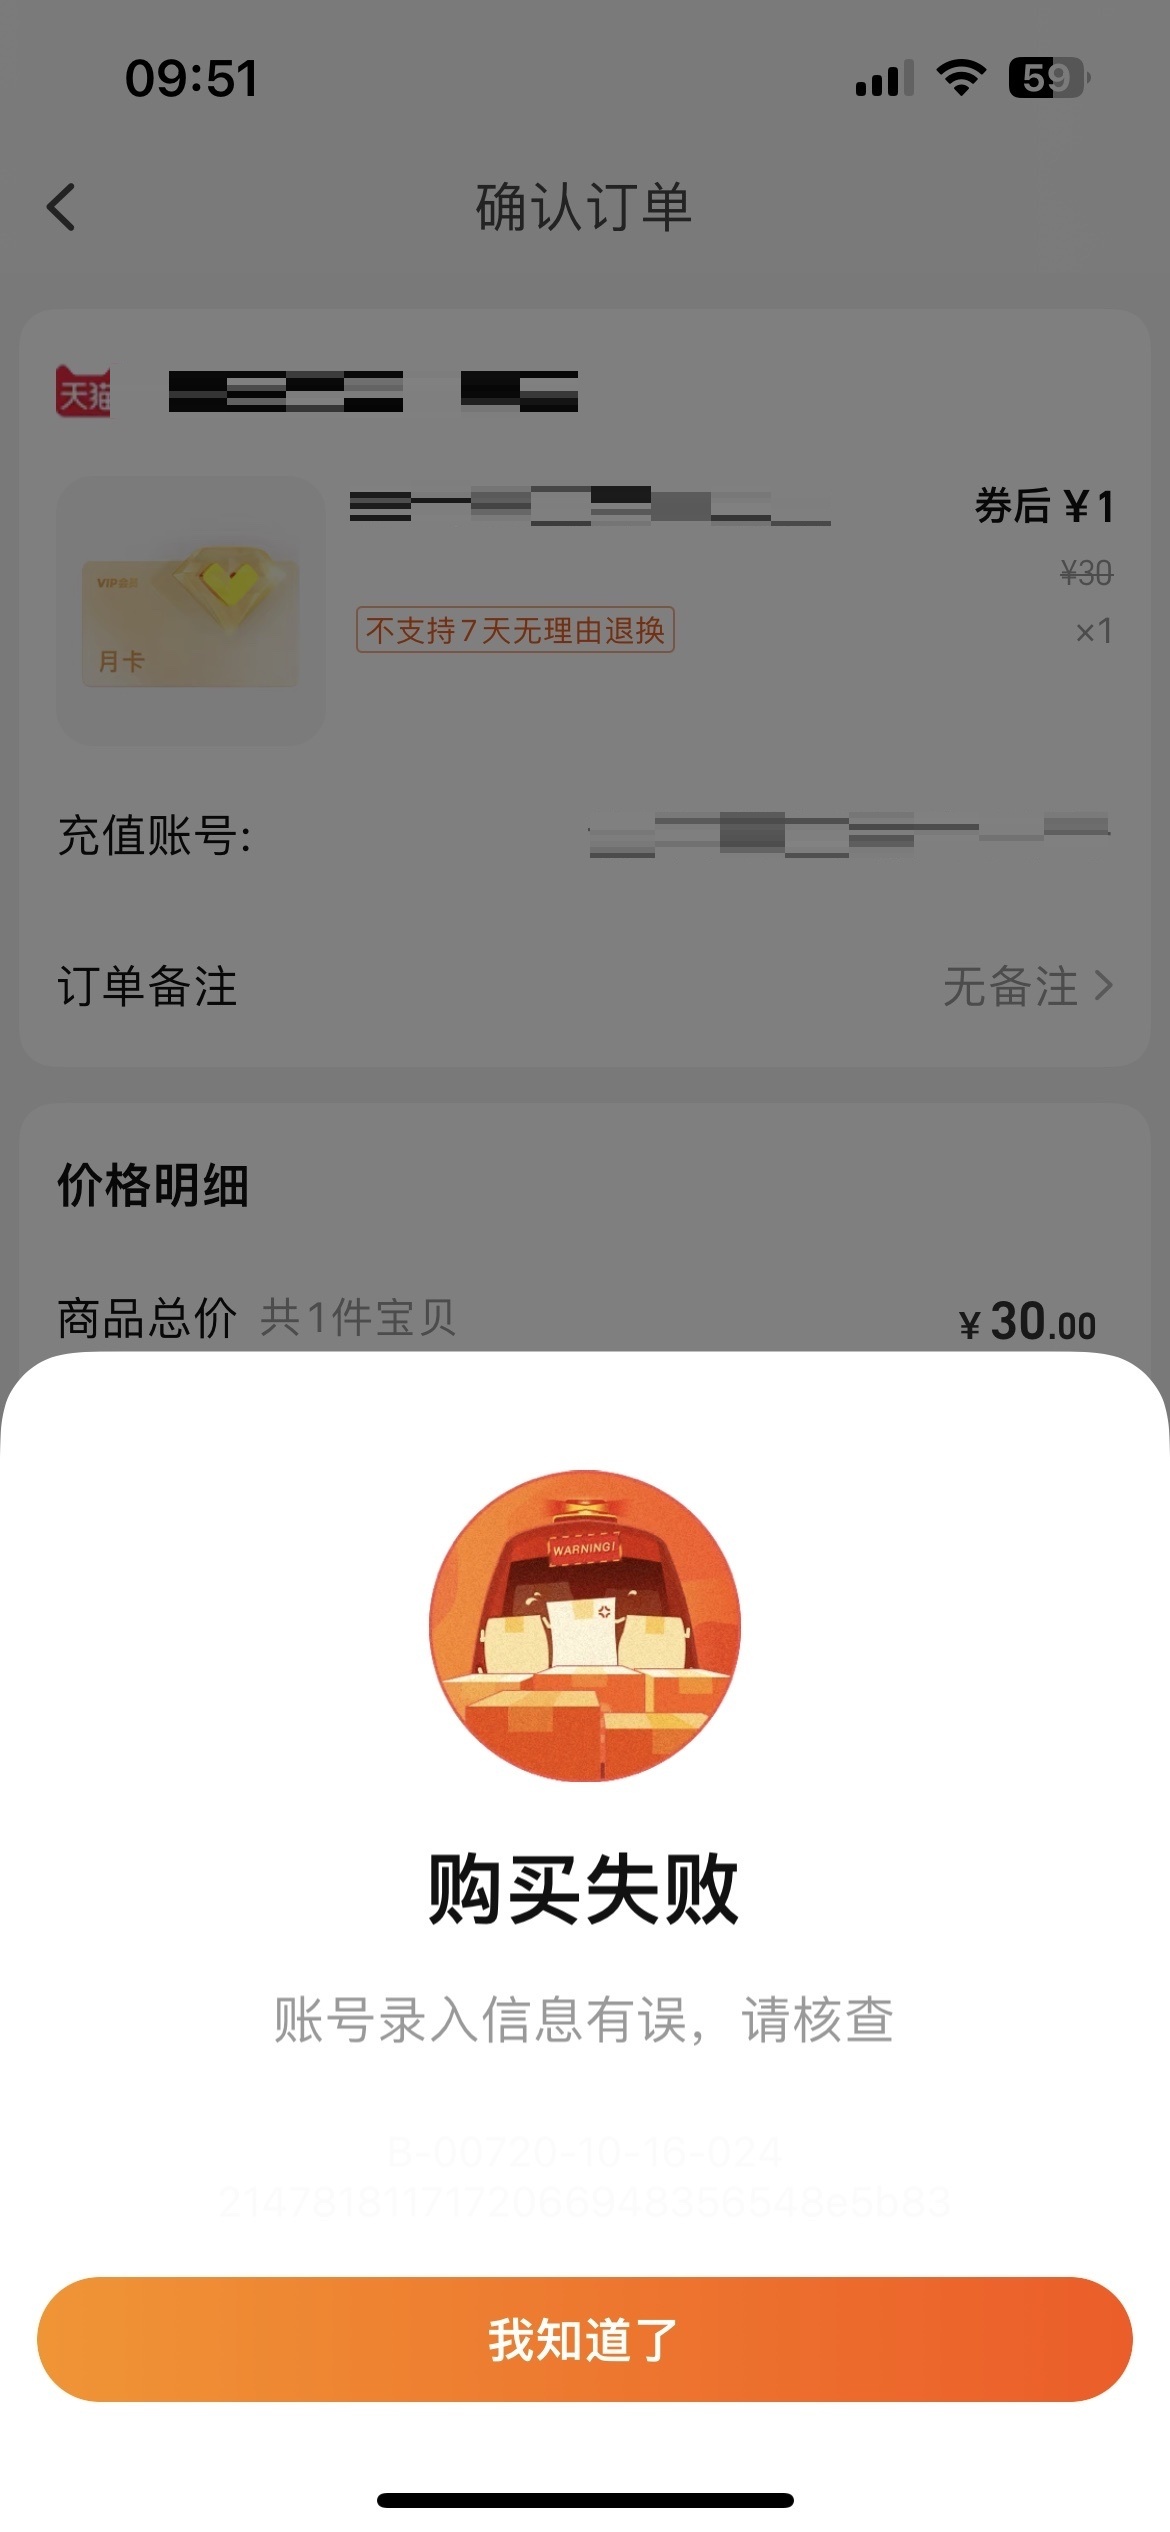 09:51
59
确认订单
天猫
券后 ¥1
¥30
不支持7天无理由退换
×1
VIP会员
月卡
充值账号:
订单备注
无备注
价格明细
商品总价 共1件宝贝
¥30.00
WARNING!
购买失败
账号录入信息有误，请核查
B-00720-10-16-024
2147818117172066948356548e5b83
我知道了